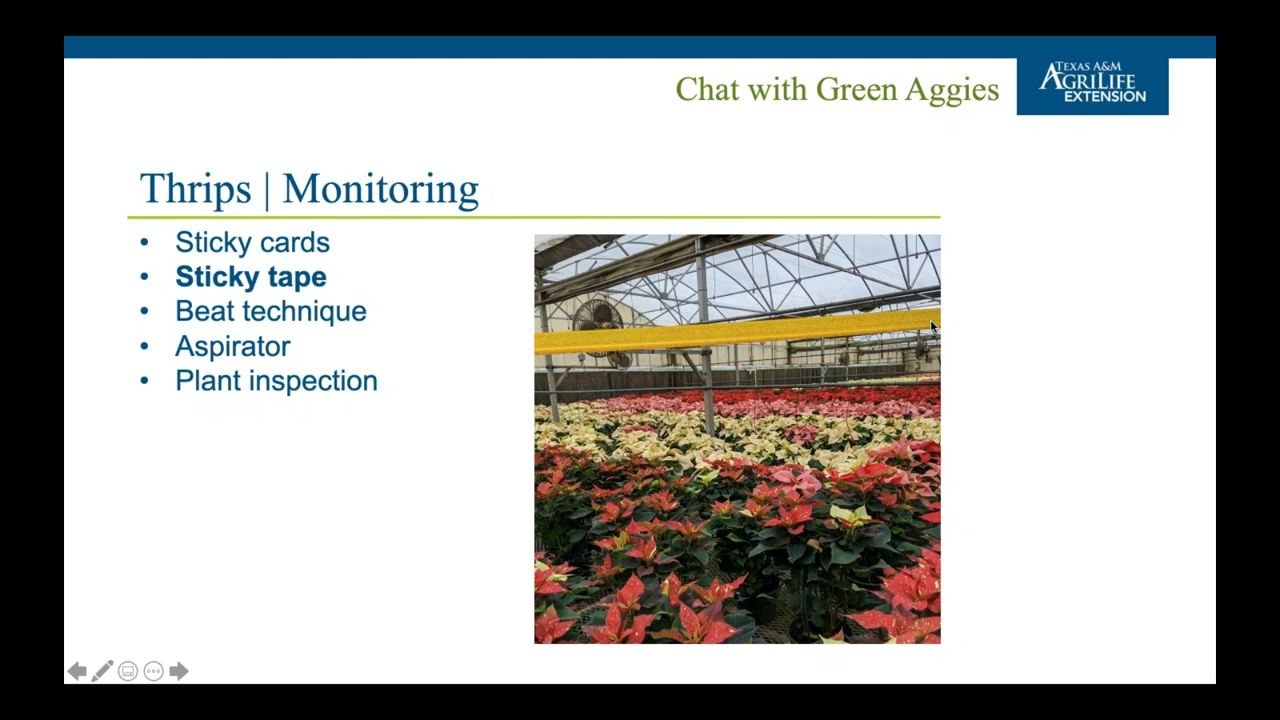 Chat with Green Aggies
TEXAS A&M
AGRILIFE
EXTENSION
Thrips | Monitoring
• Sticky cards
• Sticky tape
• Beat technique
• Aspirator
• Plant inspection